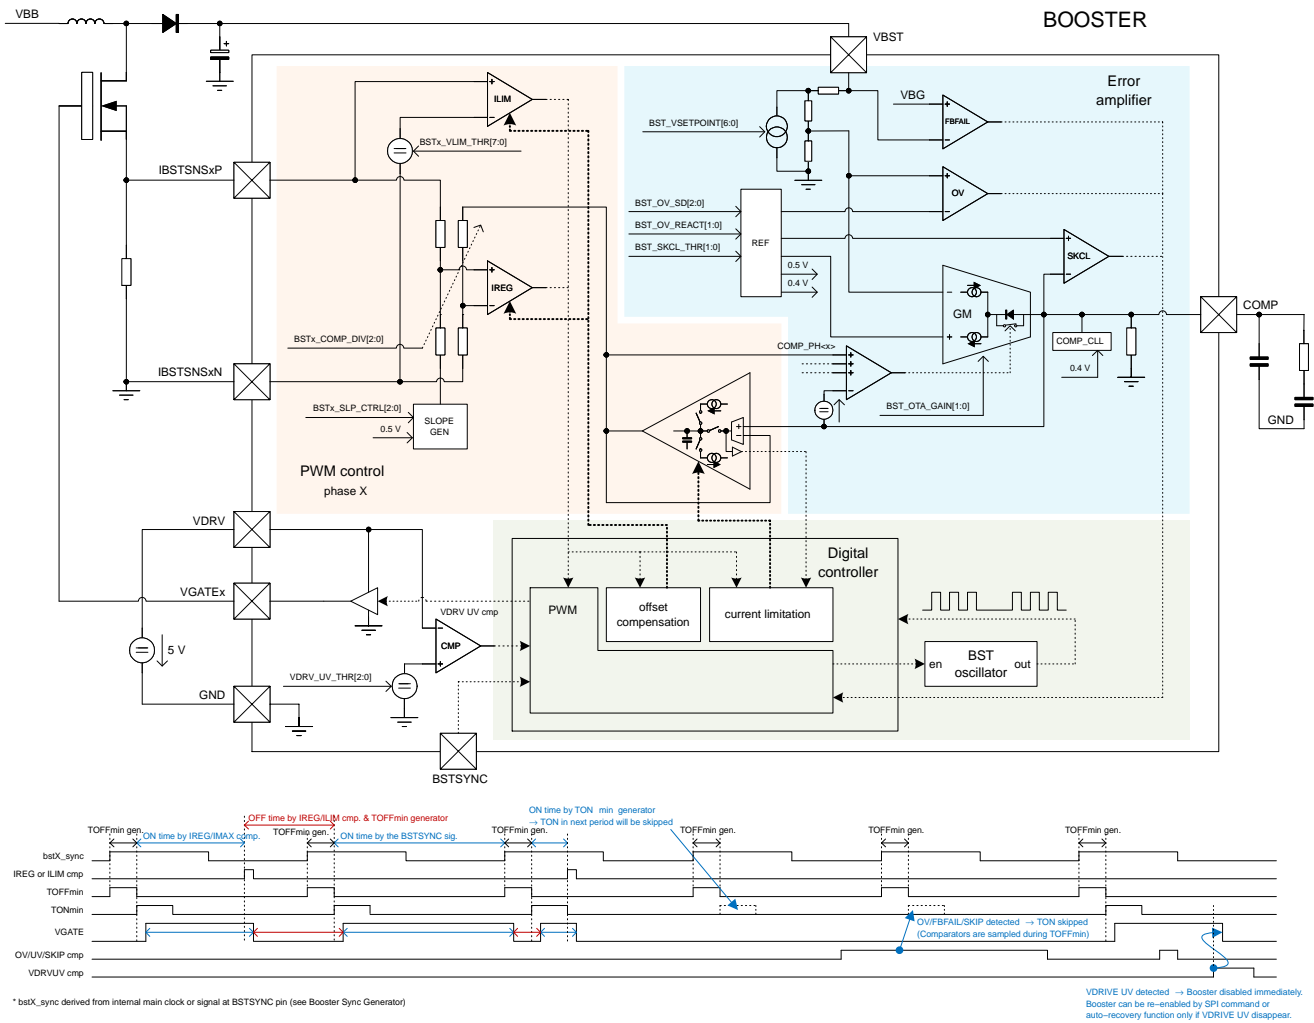 VBB
BOOSTER
VBST
Error
amplifier
ILIM
VBG
FBFAIL
BST_VSETPOINT[6:0]
BSTx_VLIM_THR[7:0]
IBSTSNSxP
OV
BST_OV_SD[2:0]
BST_OV_REACT[1:0]
BST_SKCL_THR[1:0]
REF
SKCL
0.5 V
0.4 V
IREG
GM
COMP
BSTx_COMP_DIV[2:0]
COMP_PH<x>
COMP_CLL
0.4 V
IBSTSNSxN
BSTx_SLP_CTRL[2:0]
0.5 V
SLOPE
GEN
BST_OTA_GAIN[1:0]
GND
PWM control
phase X
VDRV
Digital
controller
VGATEx
VDRV UV cmp
PWM
offset
compensation
current limitation
CMP
5 V
en
BST
oscillator
out
VDRV_UV_THR[2:0]
GND
BSTSYNC
OFF time by IREG/ILIM cmp. & TOFFmin generator
ON time by TON min generator
→ TON in next period will be skipped
TOFFmin gen.
ON time by IREG/IMAX comp.
TOFFmin gen.
ON time by the BSTSYNC sig.
TOFFmin gen.
TOFFmin gen.
TOFFmin gen.
TOFFmin gen.
bstX_sync
IREG or ILIM cmp
TOFFmin
TONmin
VGATE
OV/FBFAIL/SKIP detected → TON skipped
(Comparators are sampled during TOFFmin)
OV/UV/SKIP cmp
VDRVUV cmp
VDRIVE UV detected → Booster disabled immediately.
Booster can be re−enabled by SPI command or
auto−recovery function only if VDRIVE UV disappear.
* bstX_sync derived from internal main clock or signal at BSTSYNC pin (see Booster Sync Generator)